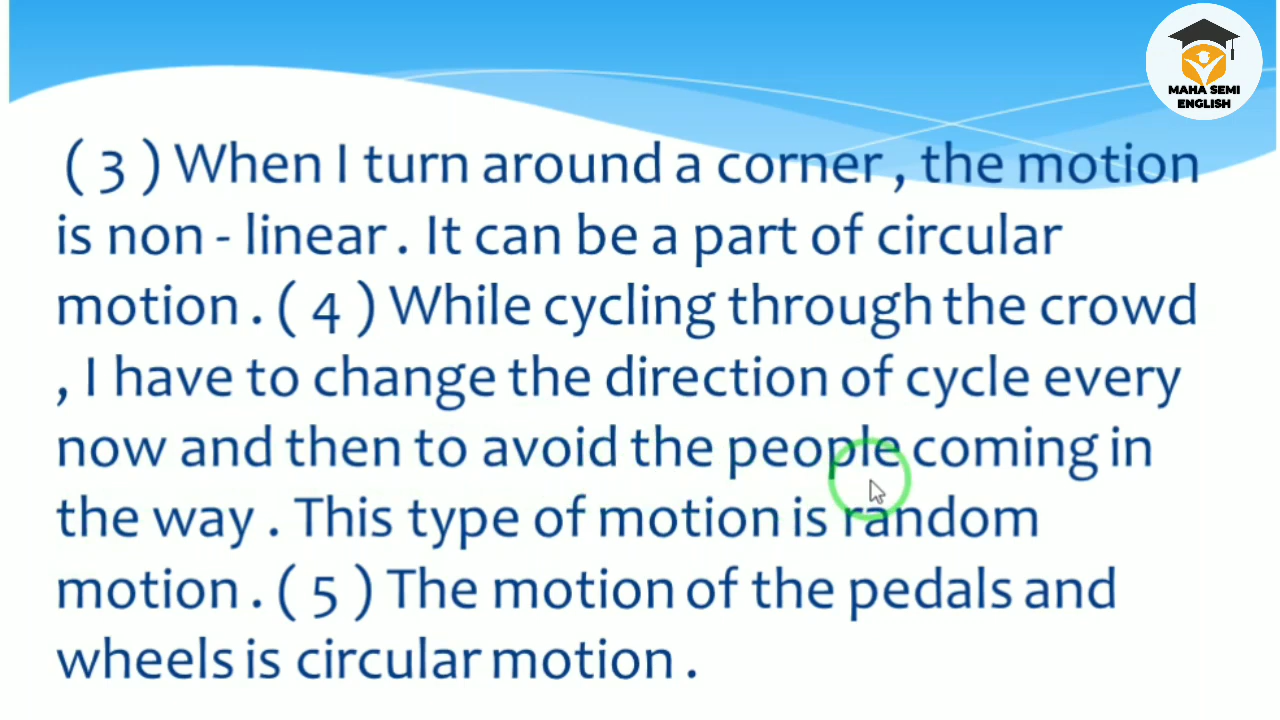 MAHA SEMI
ENGLISH
( 3 ) When I turn around a corner , the motion
is non - linear . It can be a part of circular
motion . ( 4 ) While cycling through the crowd
, I have to change the direction of cycle every
now and then to avoid the people coming in
the way . This type of motion is random
motion . ( 5 ) The motion of the pedals and
wheels is circular motion .